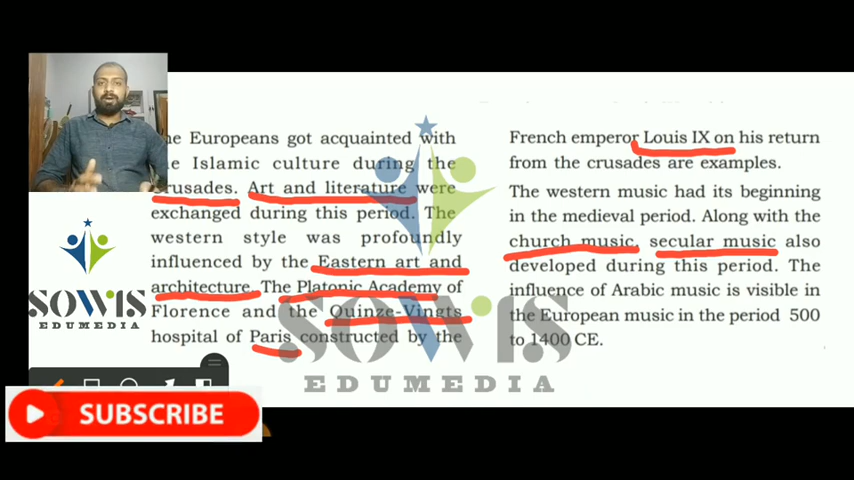 he Europeans got acquainted with
he Islamic culture during the
crusades. Art and literature were
exchanged during this period. The
western style was profoundly
influenced by the Eastern art and
architecture. The Platonic Academy of
Florence and the Quinze-Vingts
hospital of Paris constructed by the
French emperor Louis IX on his return
from the crusades are examples.
The western music had its beginning
in the medieval period. Along with the
church music, secular music also
developed during this period. The
influence of Arabic music is visible in
the European music in the period 500
to 1400 CE.
SOWIS
EDUMEDIA
SOWIS
EDUMEDIA
SUBSCRIBE